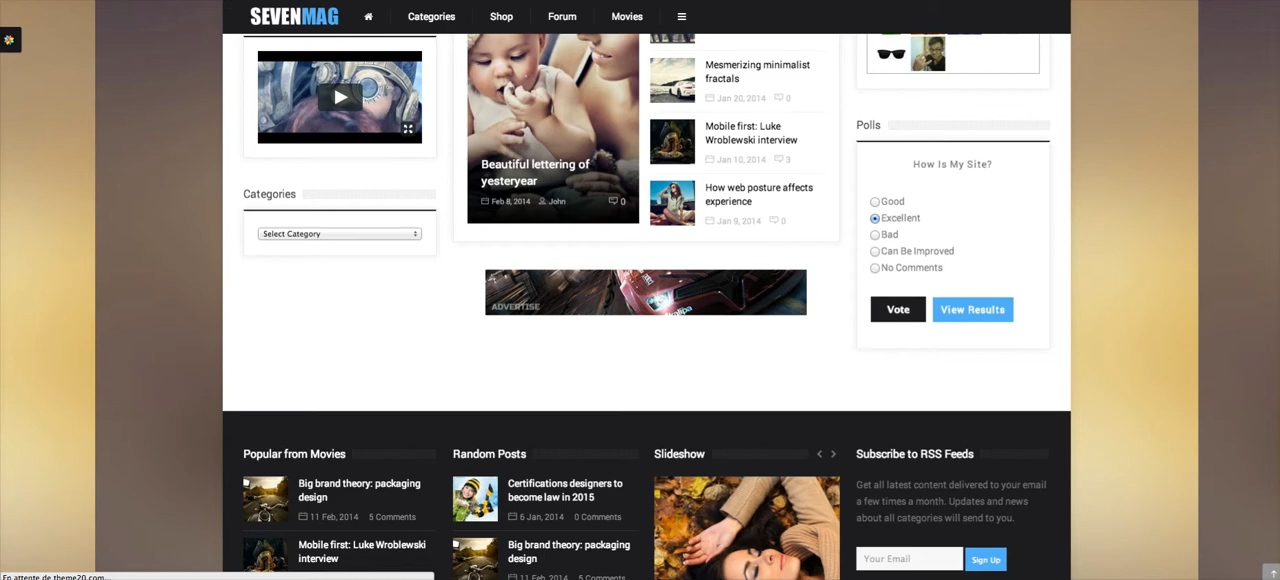 SEVENMAG
Categories
Shop
Forum
Movies
Categories
Select Category
Beautiful lettering of
yesteryear
Feb 8, 2014 John 0
Mesmerizing minimalist
fractals
Jan 20, 2014 0
Mobile first: Luke
Wroblewski interview
Jan 10, 2014 3
How web posture affects
experience
Jan 9, 2014 0
ADVERTISE
Polls
How Is My Site?
Good
Excellent
Bad
Can Be Improved
No Comments
Vote
View Results
Popular from Movies
Big brand theory: packaging
design
11 Feb, 2014 5 Comments
Mobile first: Luke Wroblewski
interview
Random Posts
Certifications designers to
become law in 2015
6 Jan, 2014 0 Comments
Big brand theory: packaging
design
11 Feb, 2014 5 Comments
Slideshow
Subscribe to RSS Feeds
Get all latest content delivered to your email
a few times a month. Updates and news
about all categories will send to you.
Your Email
Sign Up
En attente de theme20.com...